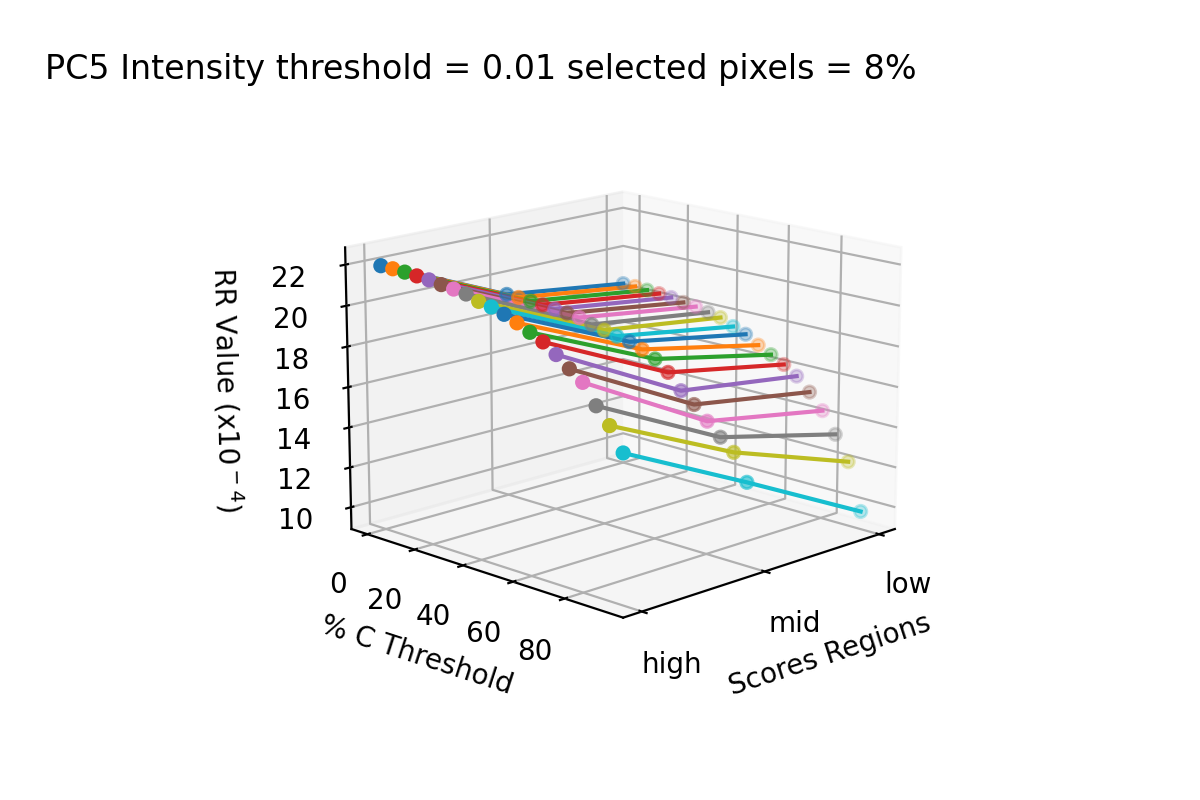 PC5 Intensity threshold = 0.01 selected pixels = 8%
RR Value (x10⁻⁴)
22
20
18
16
14
12
10
0
20
40
60
80
% C Threshold
high
mid
low
Scores Regions